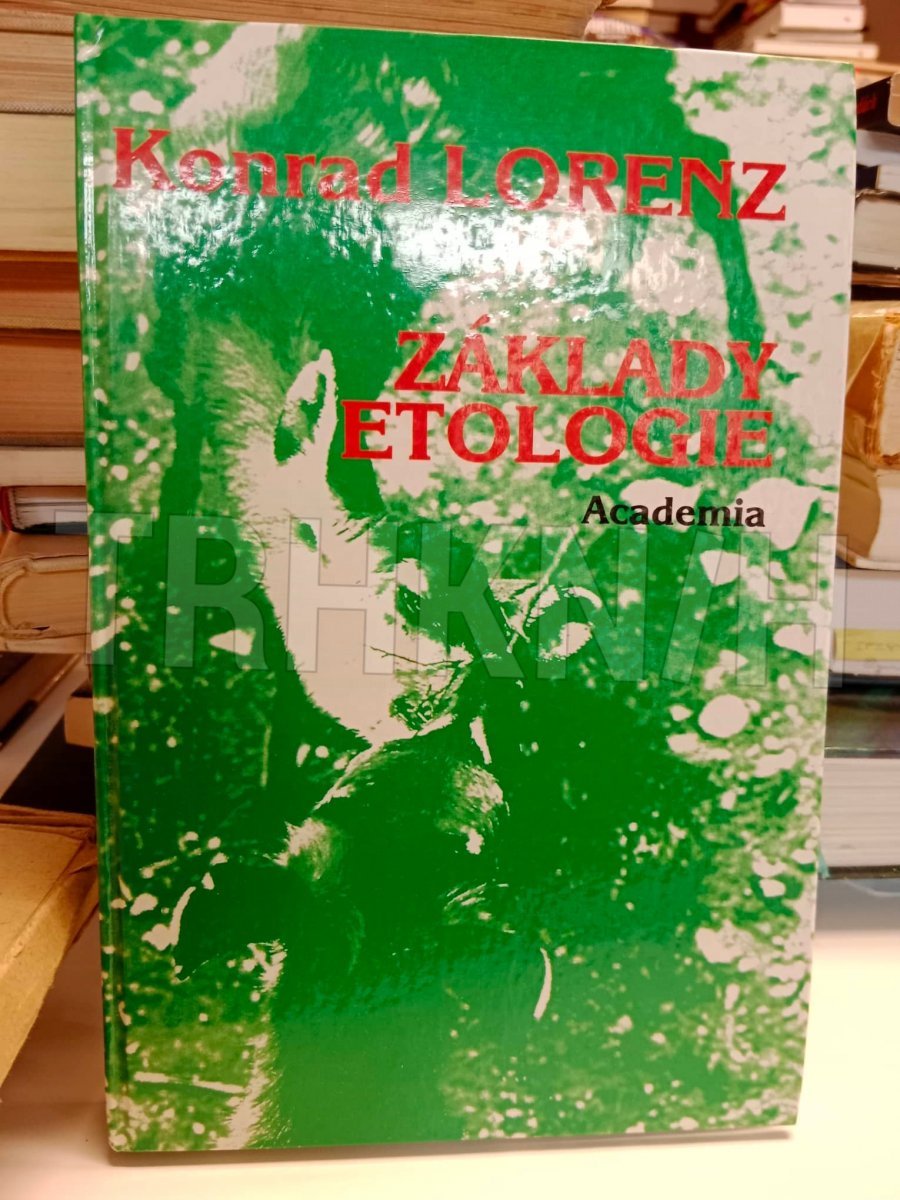 Konrad LORENZ
ZÁKLADY
ETOLOGIE
Academia
TRHKNIH